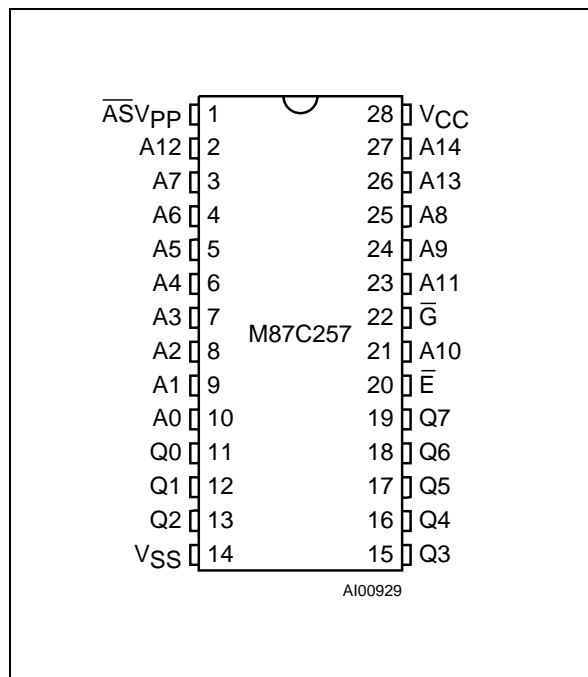 A̅S̅VPP 1 28 VCC
A12 2 27 A14
A7 3 26 A13
A6 4 25 A8
A5 5 24 A9
A4 6 23 A11
A3 7 22 G̅
M87C257
A2 8 21 A10
A1 9 20 E̅
A0 10 19 Q7
Q0 11 18 Q6
Q1 12 17 Q5
Q2 13 16 Q4
VSS 14 15 Q3
AI00929